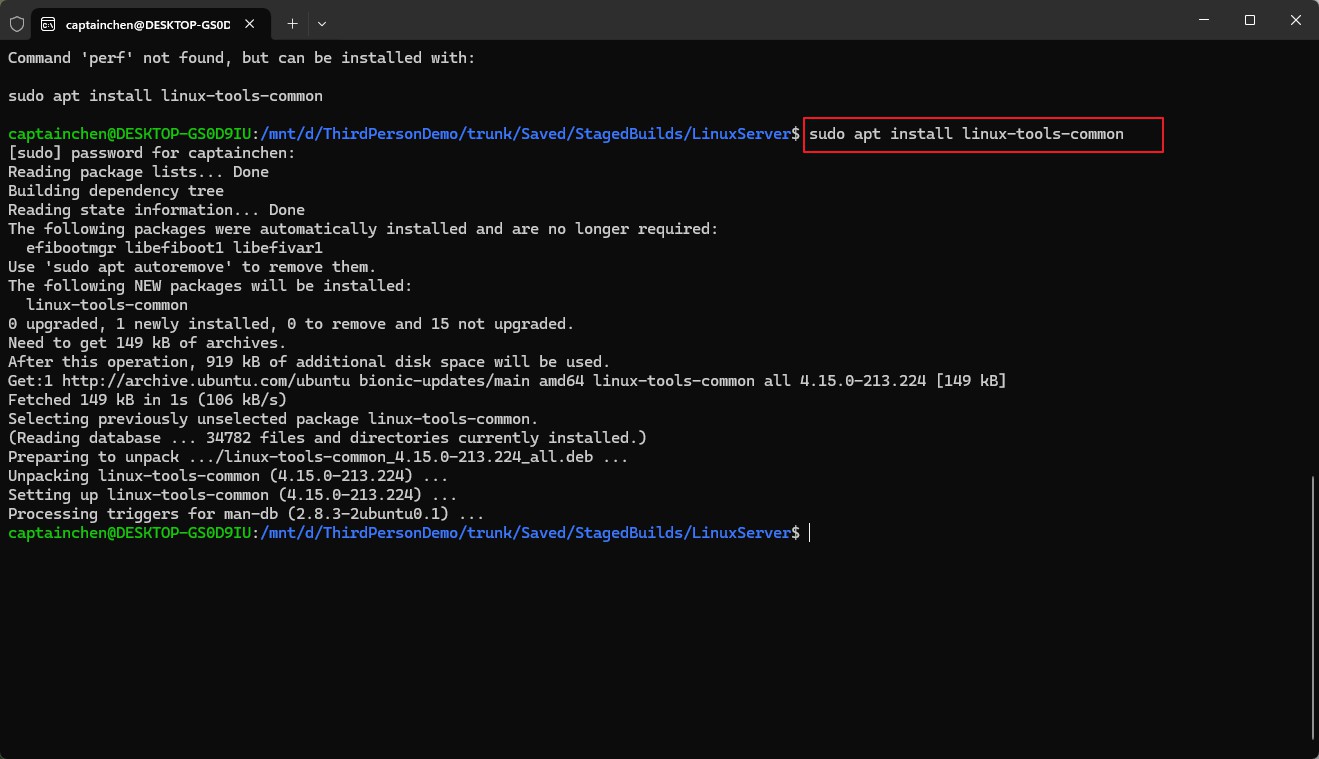 captainchen@DESKTOP-GS0D
Command 'perf' not found, but can be installed with:
sudo apt install linux-tools-common
captainchen@DESKTOP-GS0D9IU:/mnt/d/ThirdPersonDemo/trunk/Saved/StagedBuilds/LinuxServer$ sudo apt install linux-tools-common
[sudo] password for captainchen:
Reading package lists... Done
Building dependency tree
Reading state information... Done
The following packages were automatically installed and are no longer required:
  efibootmgr libefiboot1 libefivar1
Use 'sudo apt autoremove' to remove them.
The following NEW packages will be installed:
  linux-tools-common
0 upgraded, 1 newly installed, 0 to remove and 15 not upgraded.
Need to get 149 kB of archives.
After this operation, 919 kB of additional disk space will be used.
Get:1 http://archive.ubuntu.com/ubuntu bionic-updates/main amd64 linux-tools-common all 4.15.0-213.224 [149 kB]
Fetched 149 kB in 1s (106 kB/s)
Selecting previously unselected package linux-tools-common.
(Reading database ... 34782 files and directories currently installed.)
Preparing to unpack .../linux-tools-common_4.15.0-213.224_all.deb ...
Unpacking linux-tools-common (4.15.0-213.224) ...
Setting up linux-tools-common (4.15.0-213.224) ...
Processing triggers for man-db (2.8.3-2ubuntu0.1) ...
captainchen@DESKTOP-GS0D9IU:/mnt/d/ThirdPersonDemo/trunk/Saved/StagedBuilds/LinuxServer$